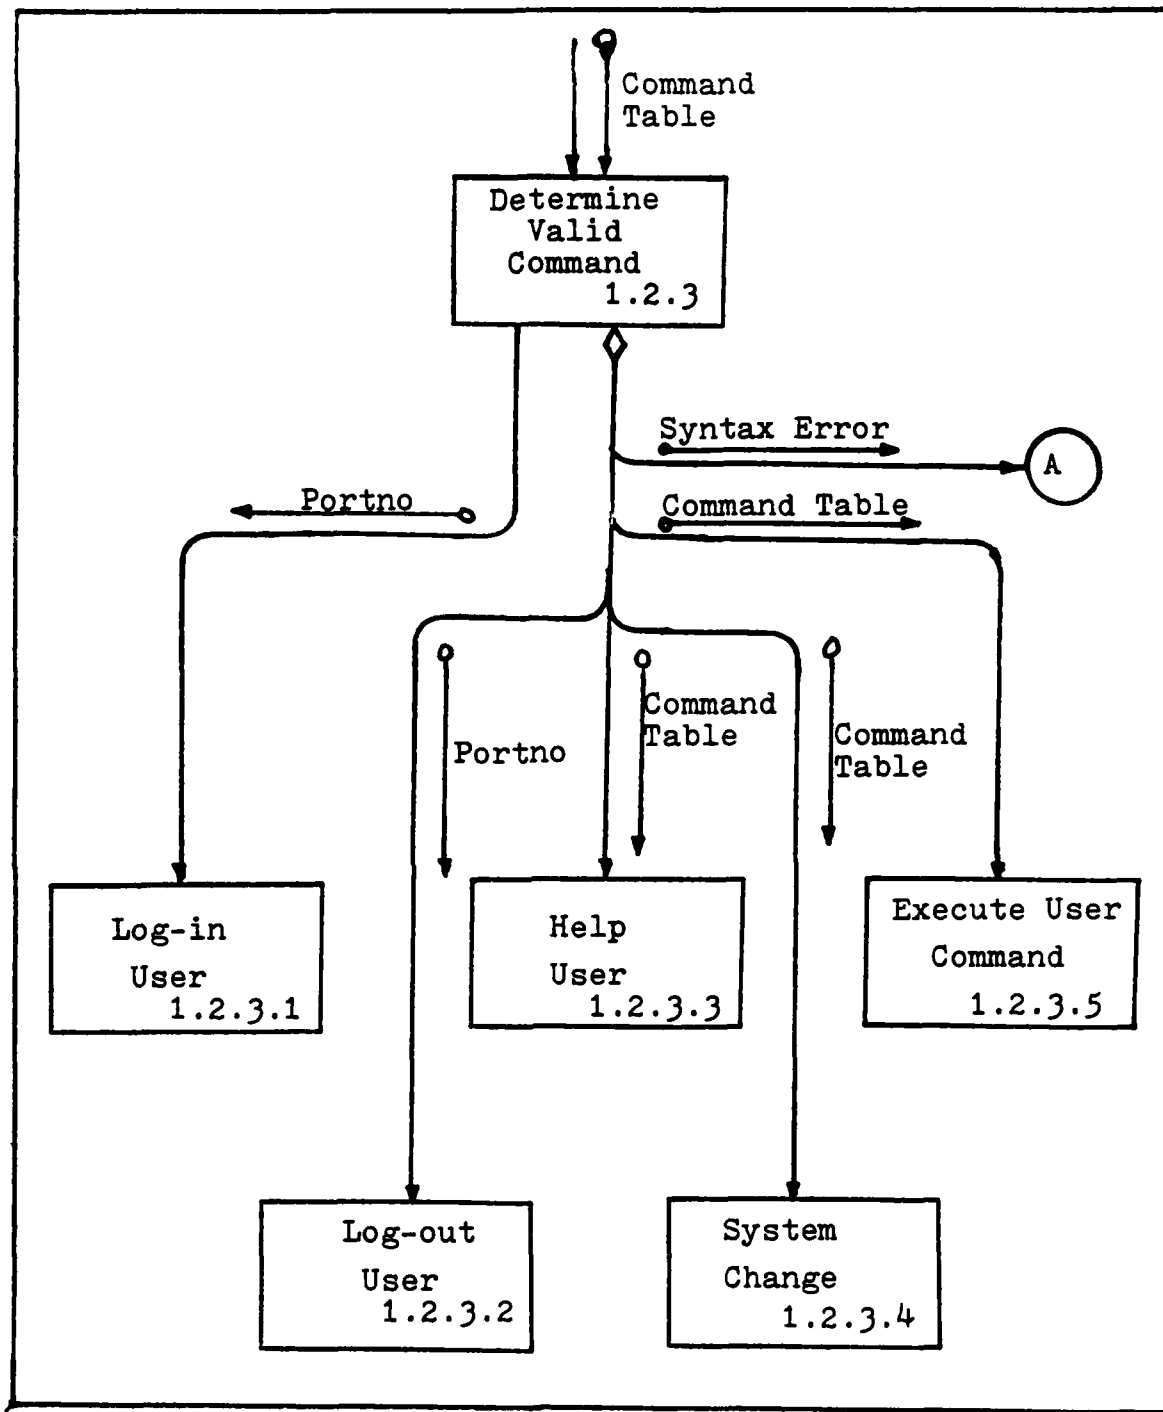 Command
Table
Determine
Valid
Command
1.2.3
Syntax Error
A
Portno
Command Table
Portno
Command
Table
Command
Table
Log-in
User
1.2.3.1
Help
User
1.2.3.3
Execute User
Command
1.2.3.5
Log-out
User
1.2.3.2
System
Change
1.2.3.4